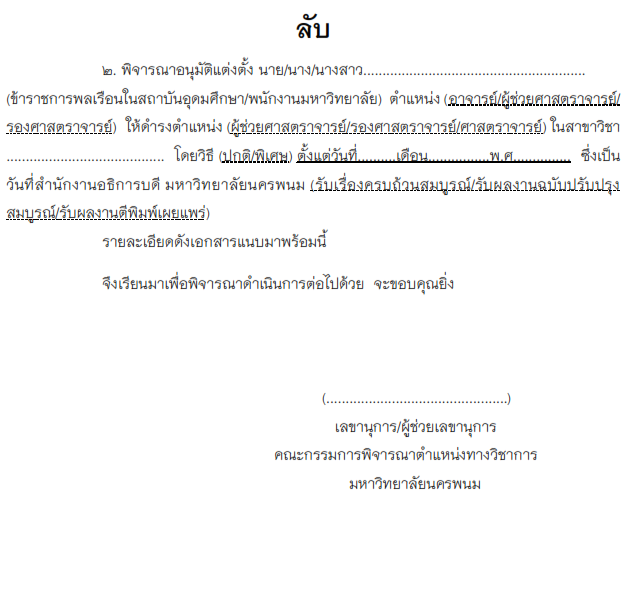 ลับ
๒. พิจารณาอนุมัติแต่งตั้ง นาย/นาง/นางสาว..........................................................
(ข้าราชการพลเรือนในสถาบันอุดมศึกษา/พนักงานมหาวิทยาลัย) ตำแหน่ง (อาจารย์/ผู้ช่วยศาสตราจารย์/
รองศาสตราจารย์) ให้ดำรงตำแหน่ง (ผู้ช่วยศาสตราจารย์/รองศาสตราจารย์/ศาสตราจารย์) ในสาขาวิชา
......................................... โดยวิธี (ปกติ/พิเศษ) ตั้งแต่วันที่..........เดือน................พ.ศ............... ซึ่งเป็น
วันที่สำนักงานอธิการบดี มหาวิทยาลัยนครพนม (รับเรื่องครบถ้วนสมบูรณ์/รับผลงานฉบับปรับปรุง
สมบูรณ์/รับผลงานตีพิมพ์เผยแพร่)
รายละเอียดดังเอกสารแนบมาพร้อมนี้
จึงเรียนมาเพื่อพิจารณาดำเนินการต่อไปด้วย จะขอบคุณยิ่ง
(...............................................)
เลขานุการ/ผู้ช่วยเลขานุการ
คณะกรรมการพิจารณาตำแหน่งทางวิชาการ
มหาวิทยาลัยนครพนม